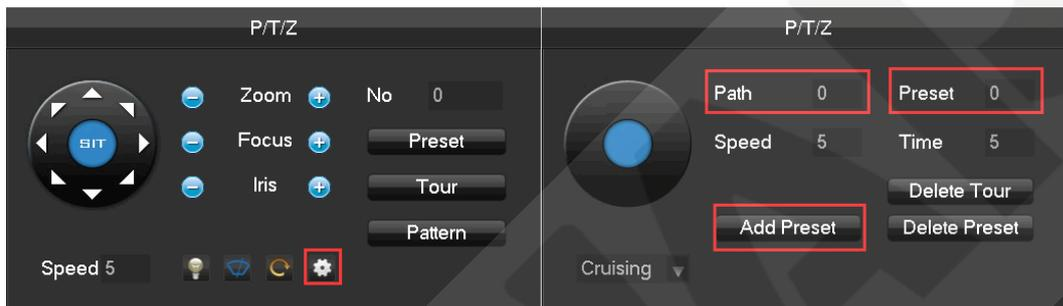 P/T/Z
Zoom No 0
SIT Focus Preset
Iris Tour
Pattern
Speed 5
P/T/Z
Path 0 Preset 0
Speed 5 Time 5
Delete Tour
Add Preset Delete Preset
Cruising